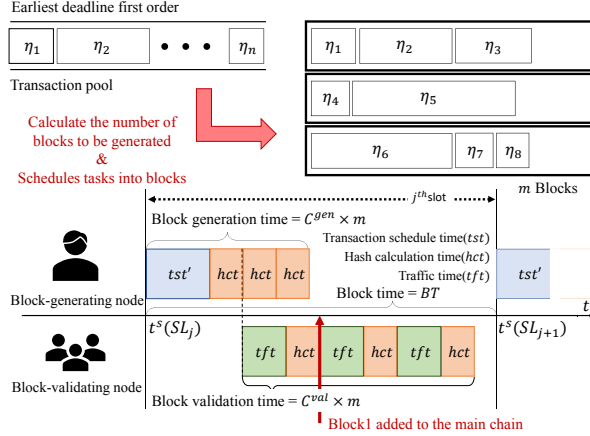 Earliest deadline first order
η₁ η₂ • • • ηₙ
Transaction pool
η₁ η₂ η₃
η₄ η₅
η₆ η₇ η₈
Calculate the number of
blocks to be generated
&
Schedules tasks into blocks
m Blocks
jᵗʰslot
Block generation time = Cᵍᵉⁿ × m
Transaction schedule time(tst)
Hash calculation time(hct)
Traffic time(tft)
tst′ hct hct hct
tst′
Block-generating node
Block time = BT
t
tˢ(SLⱼ)
tˢ(SLⱼ₊₁)
tft hct tft hct tft hct
Block-validating node
Block validation time = Cᵛᵃˡ × m
Block1 added to the main chain